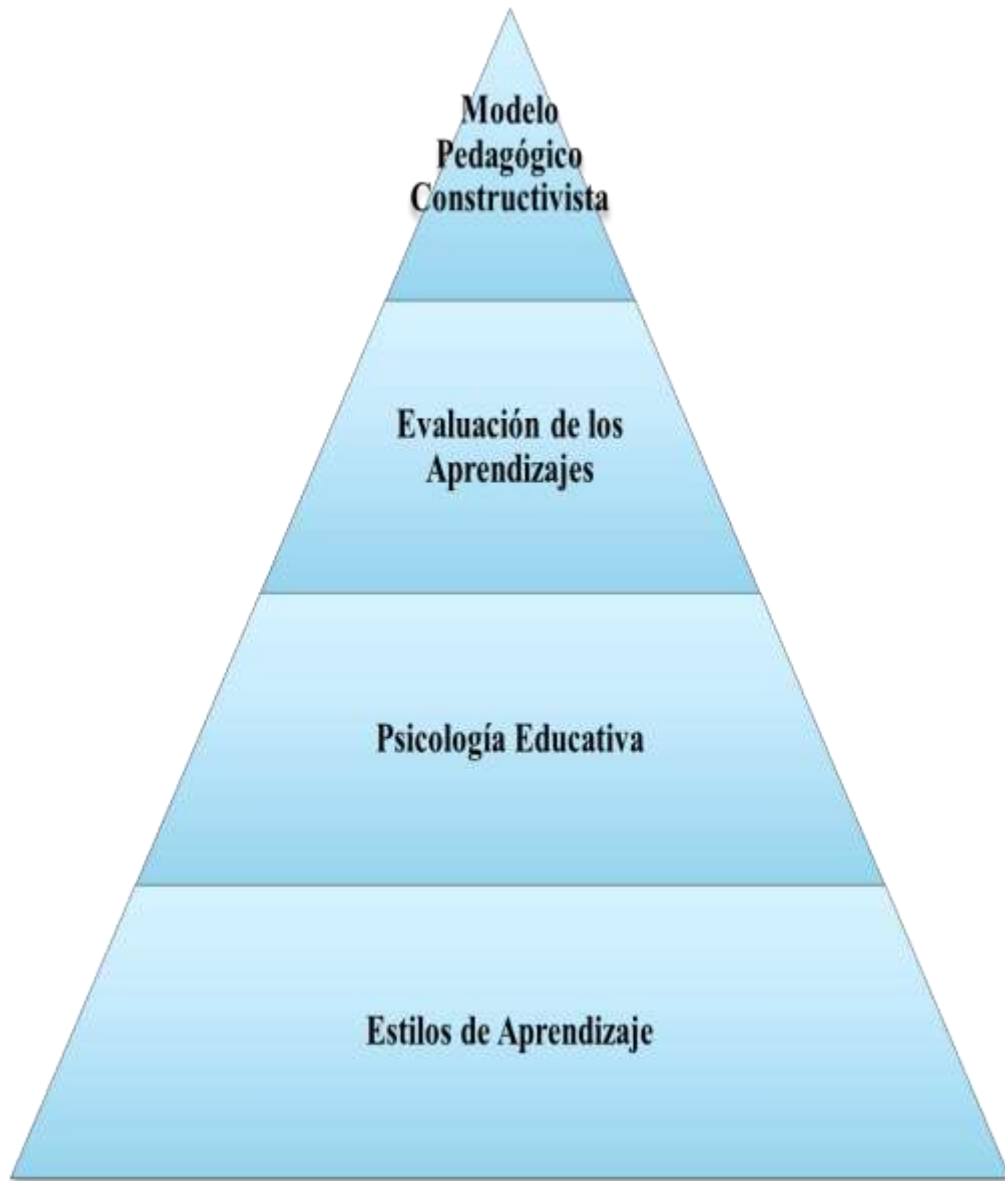 Modelo
Pedagógico
Constructivista
Evaluación de los
Aprendizajes
Psicología Educativa
Estilos de Aprendizaje